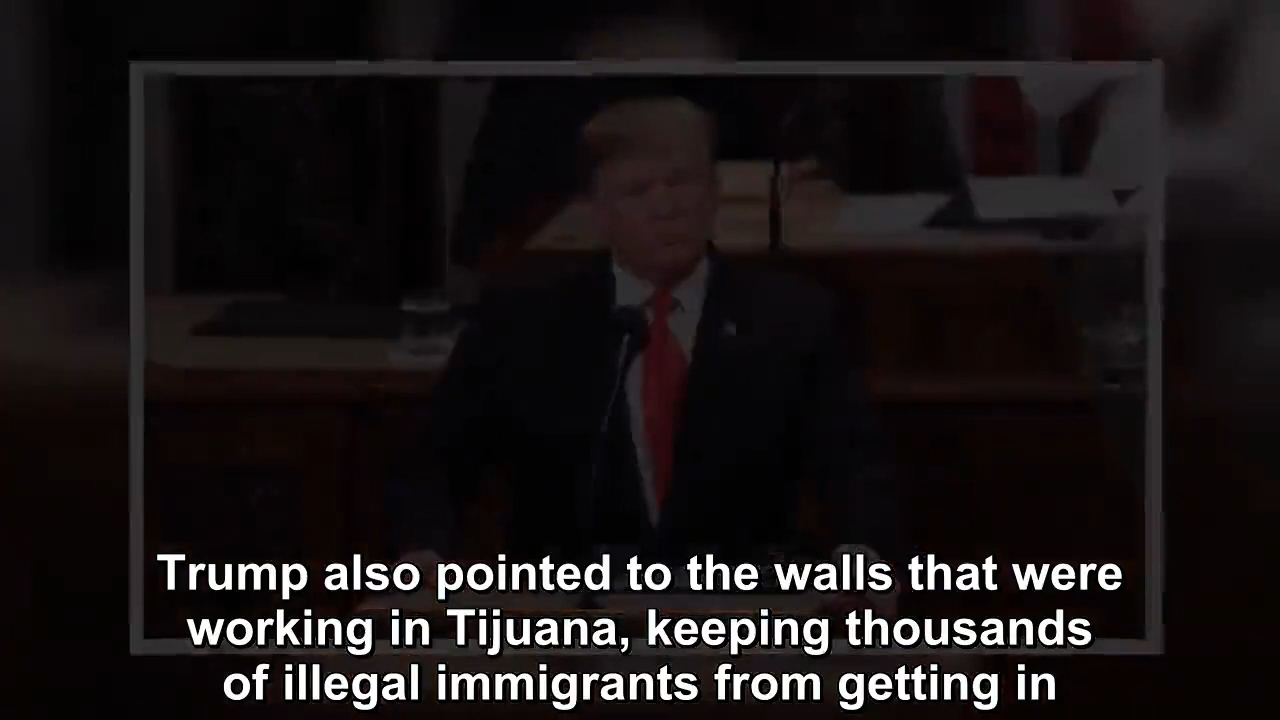 Trump also pointed to the walls that were
working in Tijuana, keeping thousands
of illegal immigrants from getting in